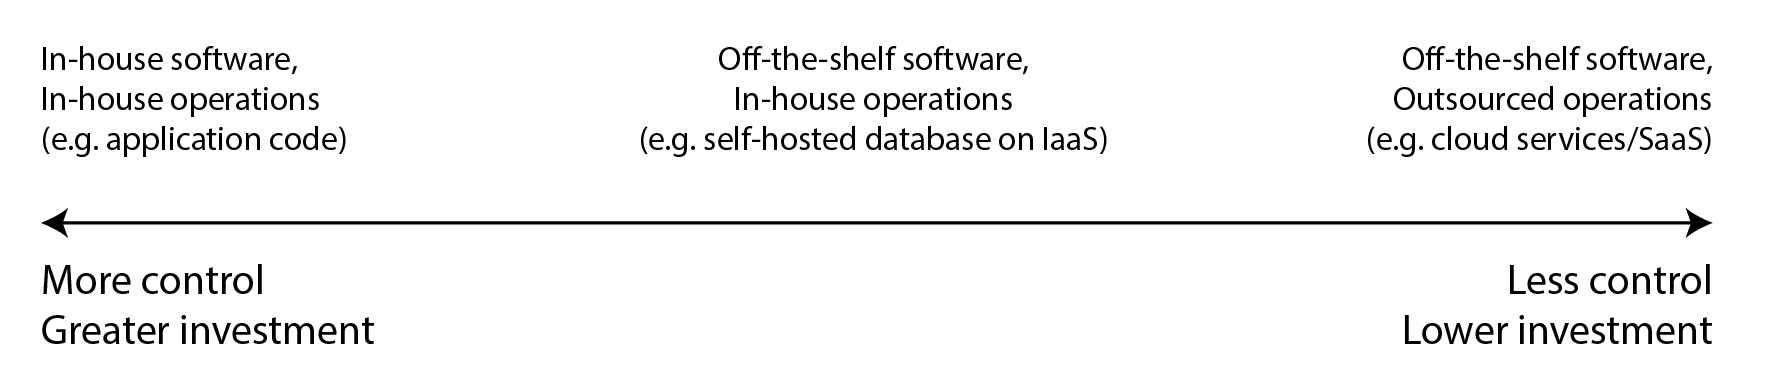 In-house software,
In-house operations
(e.g. application code)
Off-the-shelf software,
In-house operations
(e.g. self-hosted database on IaaS)
Off-the-shelf software,
Outsourced operations
(e.g. cloud services/SaaS)
More control
Greater investment
Less control
Lower investment